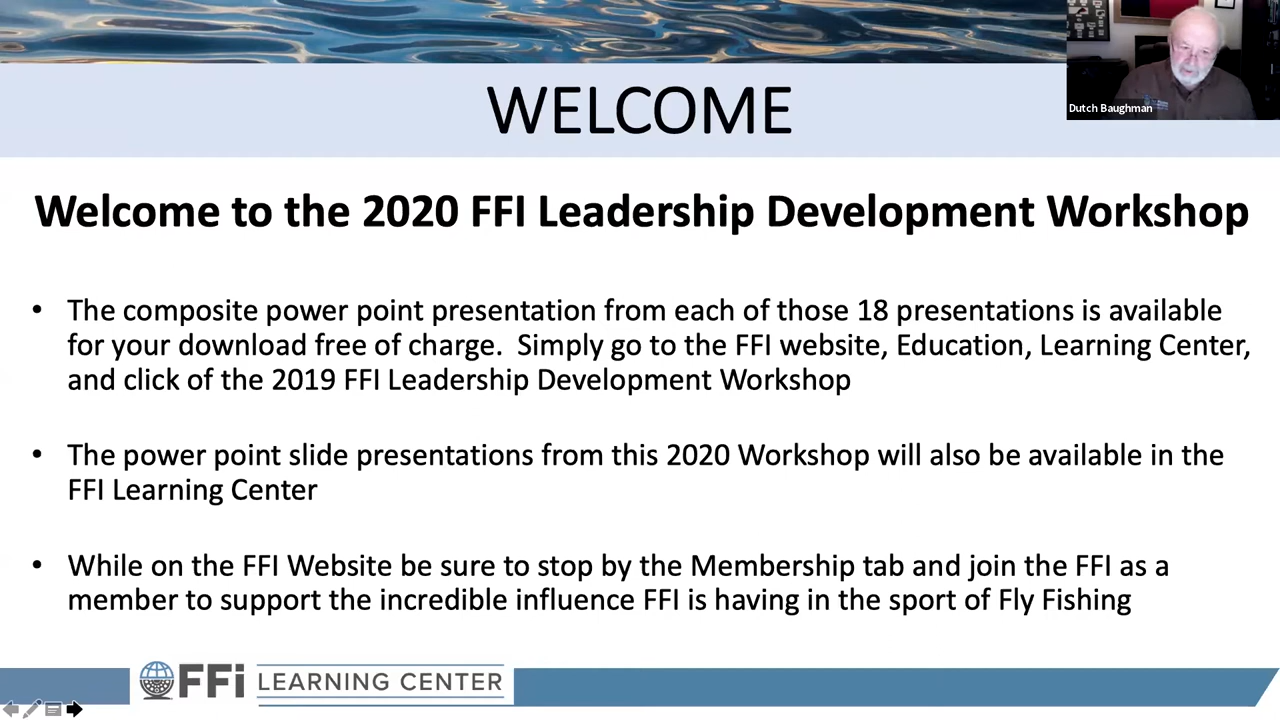 WELCOME
Dutch Baughman
Welcome to the 2020 FFI Leadership Development Workshop
• The composite power point presentation from each of those 18 presentations is available
for your download free of charge.  Simply go to the FFI website, Education, Learning Center,
and click of the 2019 FFI Leadership Development Workshop
• The power point slide presentations from this 2020 Workshop will also be available in the
FFI Learning Center
• While on the FFI Website be sure to stop by the Membership tab and join the FFI as a
member to support the incredible influence FFI is having in the sport of Fly Fishing
FFi LEARNING CENTER